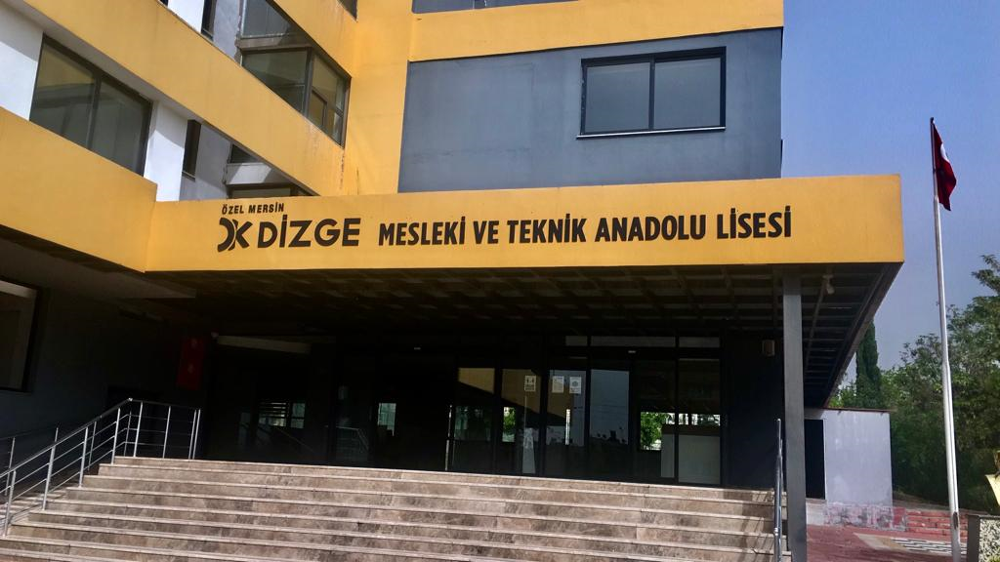 ÖZEL MERSİN
DİZGE MESLEKİ VE TEKNİK ANADOLU LİSESİ